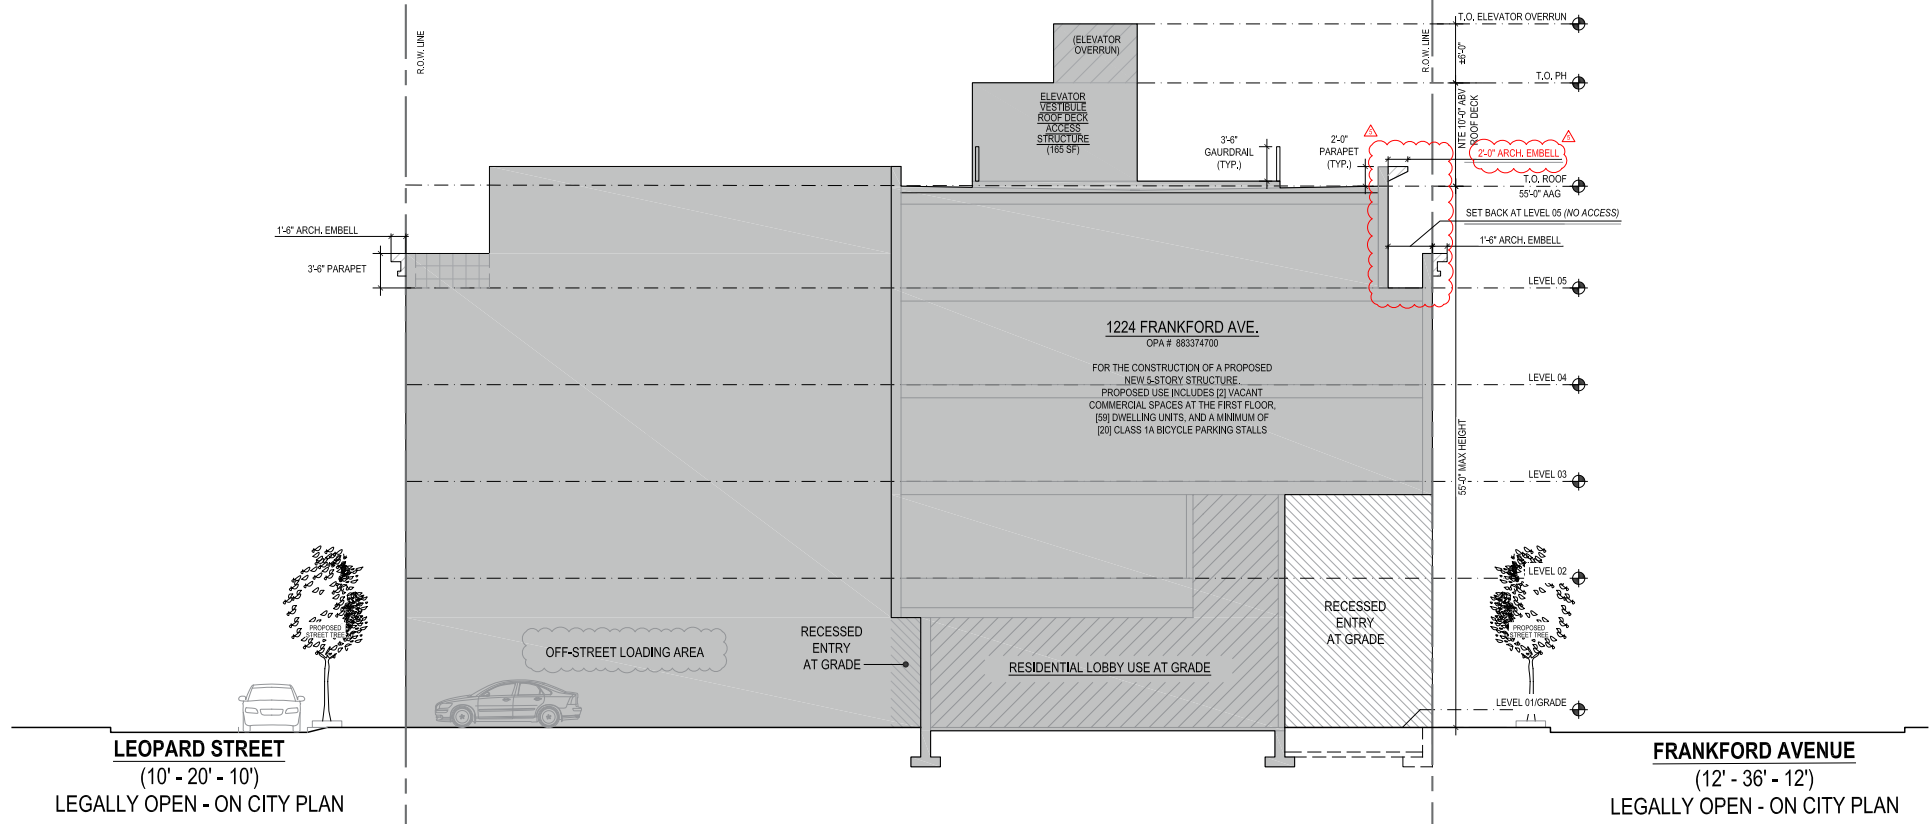 T.O. ELEVATOR OVERRUN
R.O.W. LINE
R.O.W. LINE
(ELEVATOR
OVERRUN)
±6'-0"
T.O. PH
ELEVATOR
VESTIBULE
ROOF DECK
ACCESS
STRUCTURE
(165 SF)
NTE 10'-0" ABV
ROOF DECK
3'-6"
GAURDRAIL
(TYP.)
2'-0"
PARAPET
(TYP.)
2'-0" ARCH. EMBELL
T.O. ROOF
55'-0" AAG
SET BACK AT LEVEL 05 (NO ACCESS)
1'-6" ARCH. EMBELL
1'-6" ARCH. EMBELL
3'-6" PARAPET
LEVEL 05
1224 FRANKFORD AVE.
OPA # 883374700
FOR THE CONSTRUCTION OF A PROPOSED
NEW 5-STORY STRUCTURE.
PROPOSED USE INCLUDES [2] VACANT
COMMERCIAL SPACES AT THE FIRST FLOOR,
[59] DWELLING UNITS, AND A MINIMUM OF
[20] CLASS 1A BICYCLE PARKING STALLS
LEVEL 04
55'-0" MAX HEIGHT
LEVEL 03
LEVEL 02
RECESSED
ENTRY
AT GRADE
PROPOSED
STREET TREE
PROPOSED
STREET TREE
OFF-STREET LOADING AREA
RECESSED
ENTRY
AT GRADE
RESIDENTIAL LOBBY USE AT GRADE
LEVEL 01/GRADE
LEOPARD STREET
(10' - 20' - 10')
LEGALLY OPEN - ON CITY PLAN
FRANKFORD AVENUE
(12' - 36' - 12')
LEGALLY OPEN - ON CITY PLAN